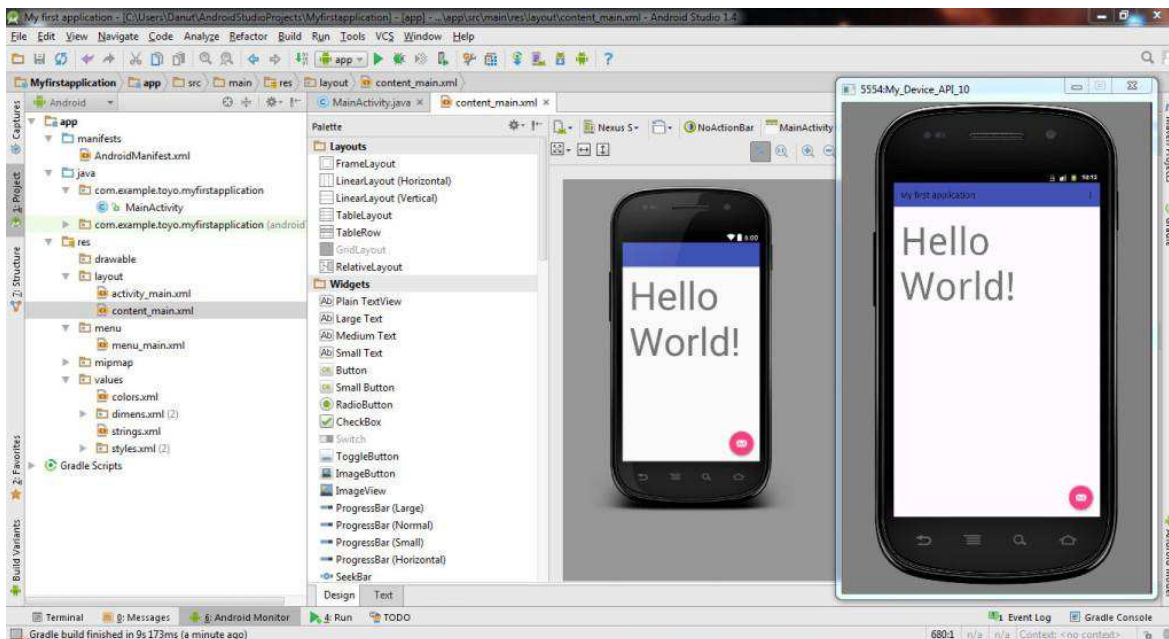 My first application - [C:\Users\Danut\AndroidStudioProjects\Myfirstapplication] - [app] - ...\app\src\main\res\layout\content_main.xml - Android Studio 1.4
File Edit View Navigate Code Analyze Refactor Build Run Tools VCS Window Help
app
Myfirstapplication app src main res layout content_main.xml
Captures
1: Project
7: Structure
2: Favorites
Build Variants
Android
app
manifests
AndroidManifest.xml
java
com.example.toyo.myfirstapplication
MainActivity
com.example.toyo.myfirstapplication (android
res
drawable
layout
activity_main.xml
content_main.xml
menu
menu_main.xml
mipmap
values
colors.xml
dimens.xml (2)
strings.xml
styles.xml (2)
Gradle Scripts
MainActivity.java content_main.xml
Palette
Layouts
FrameLayout
LinearLayout (Horizontal)
LinearLayout (Vertical)
TableLayout
TableRow
GridLayout
RelativeLayout
Widgets
Plain TextView
Large Text
Medium Text
Small Text
Button
Small Button
RadioButton
CheckBox
Switch
ToggleButton
ImageButton
ImageView
ProgressBar (Large)
ProgressBar (Normal)
ProgressBar (Small)
ProgressBar (Horizontal)
SeekBar
Design Text
Nexus S NoActionBar MainActivity
6:00
Hello
World!
5554:My_Device_API_10
My first application
Hello
World!
Gradle
Terminal 0: Messages 6: Android Monitor 4: Run TODO
1 Event Log Gradle Console
Gradle build finished in 9s 173ms (a minute ago)
680:1 n/a n/a Context: <no context>